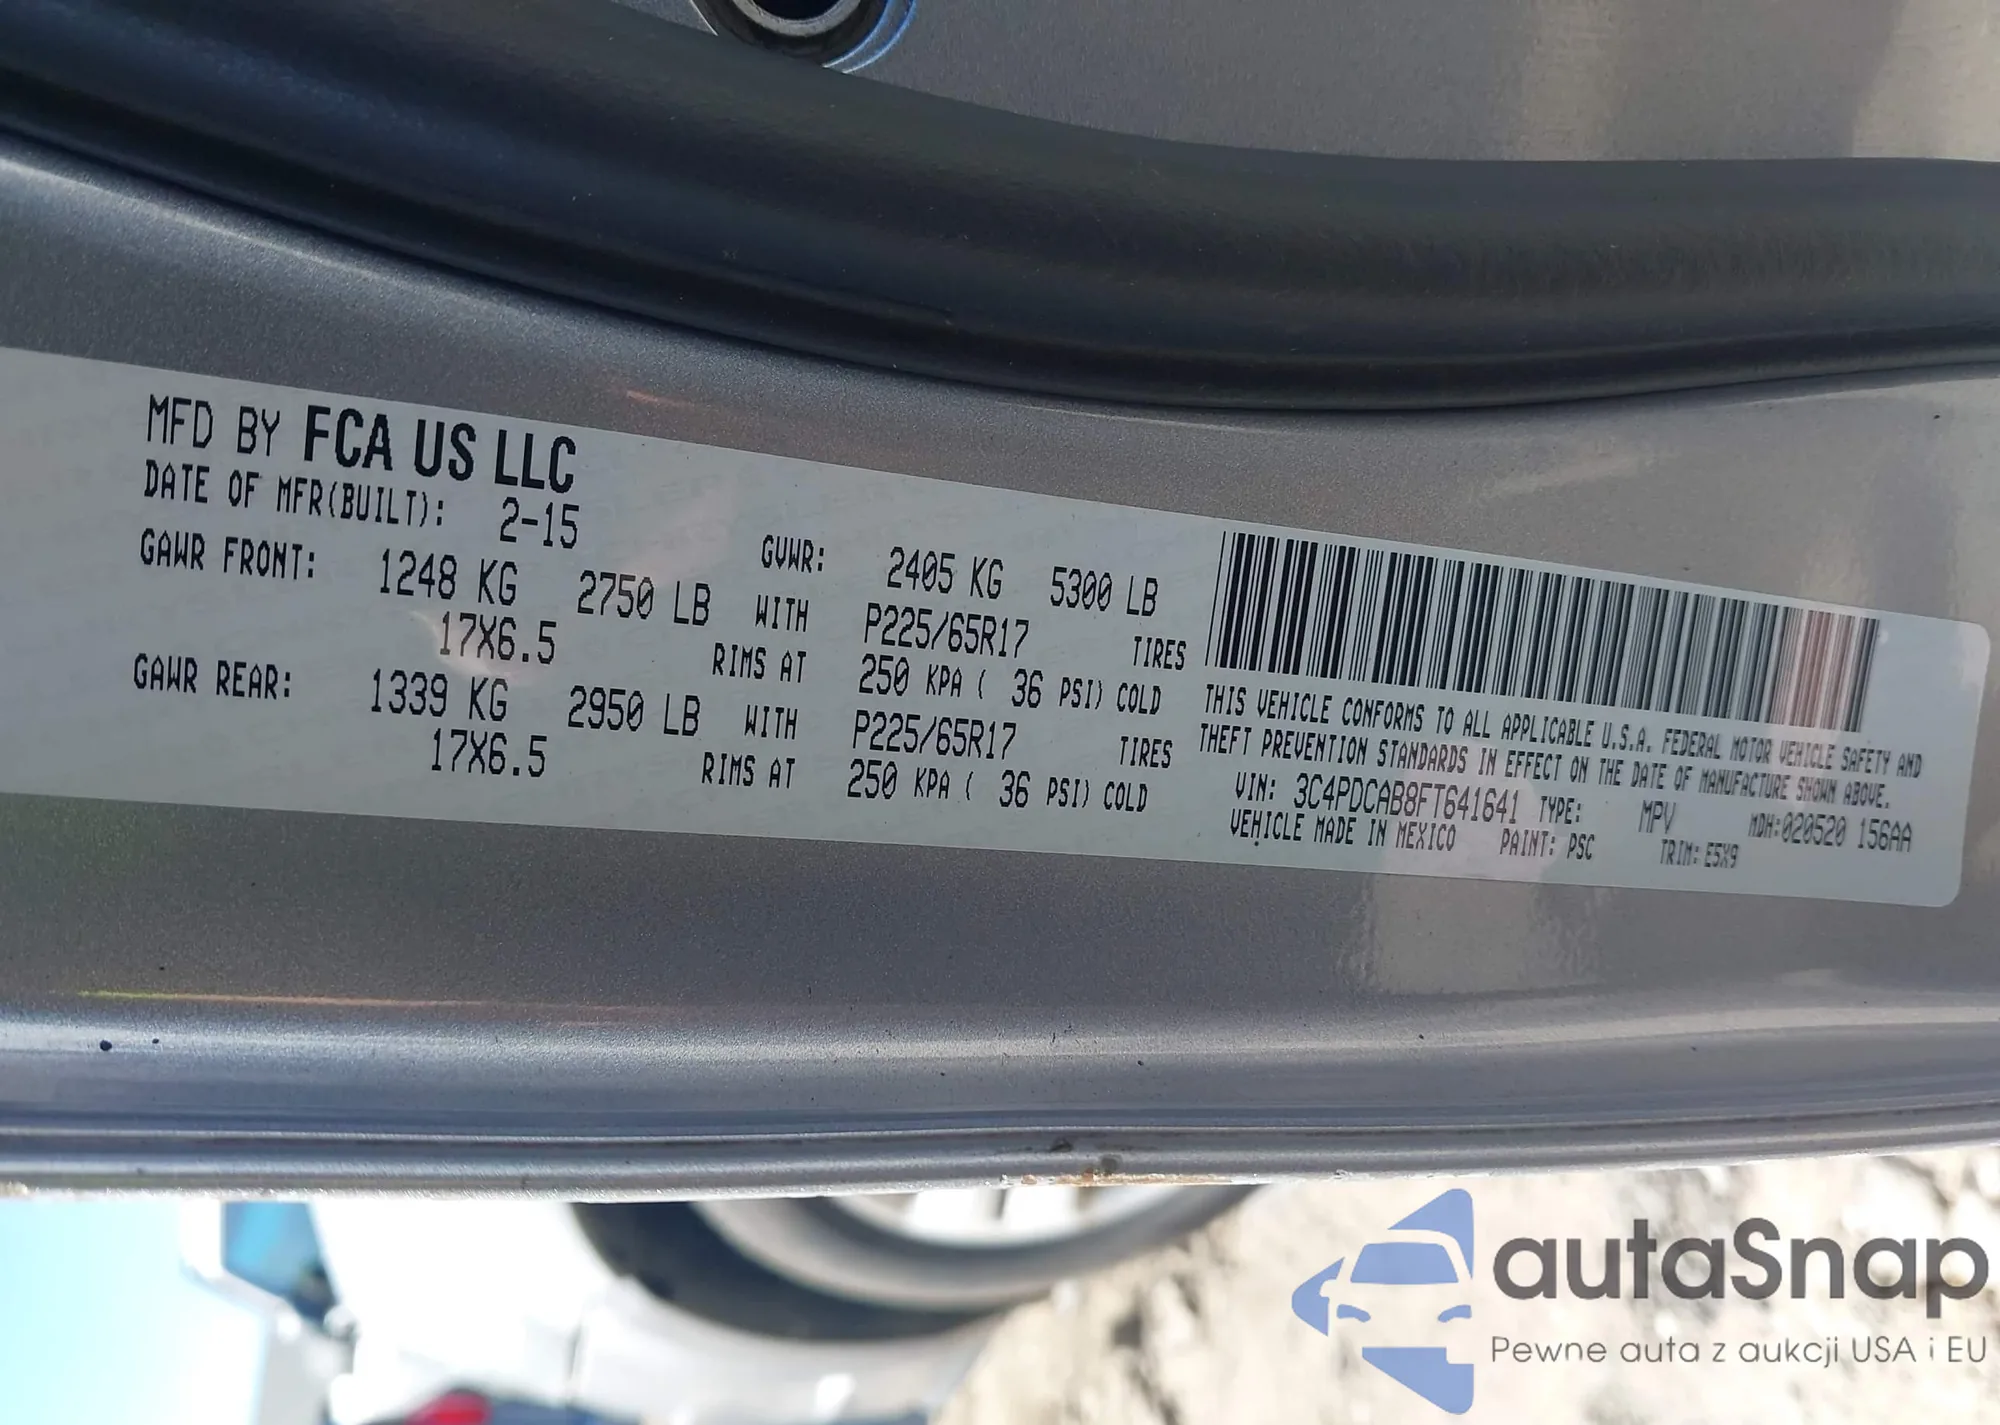 MFD BY FCA US LLC
DATE OF MFR(BUILT): 2-15
GVWR: 2405 KG 5300 LB
GAWR FRONT: 1248 KG 2750 LB WITH P225/65R17 TIRES
17X6.5 RIMS AT 250 KPA ( 36 PSI) COLD
GAWR REAR: 1339 KG 2950 LB WITH P225/65R17 TIRES
17X6.5 RIMS AT 250 KPA ( 36 PSI) COLD
THIS VEHICLE CONFORMS TO ALL APPLICABLE U.S.A. FEDERAL MOTOR VEHICLE SAFETY AND
THEFT PREVENTION STANDARDS IN EFFECT ON THE DATE OF MANUFACTURE SHOWN ABOVE.
VIN: 3C4PDCAB8FT641641 TYPE: MPV MDH:020520 156AA
VEHICLE MADE IN MEXICO PAINT: PSC TRIM: E5X9
autaSnap
Pewne auta z aukcji USA i EU